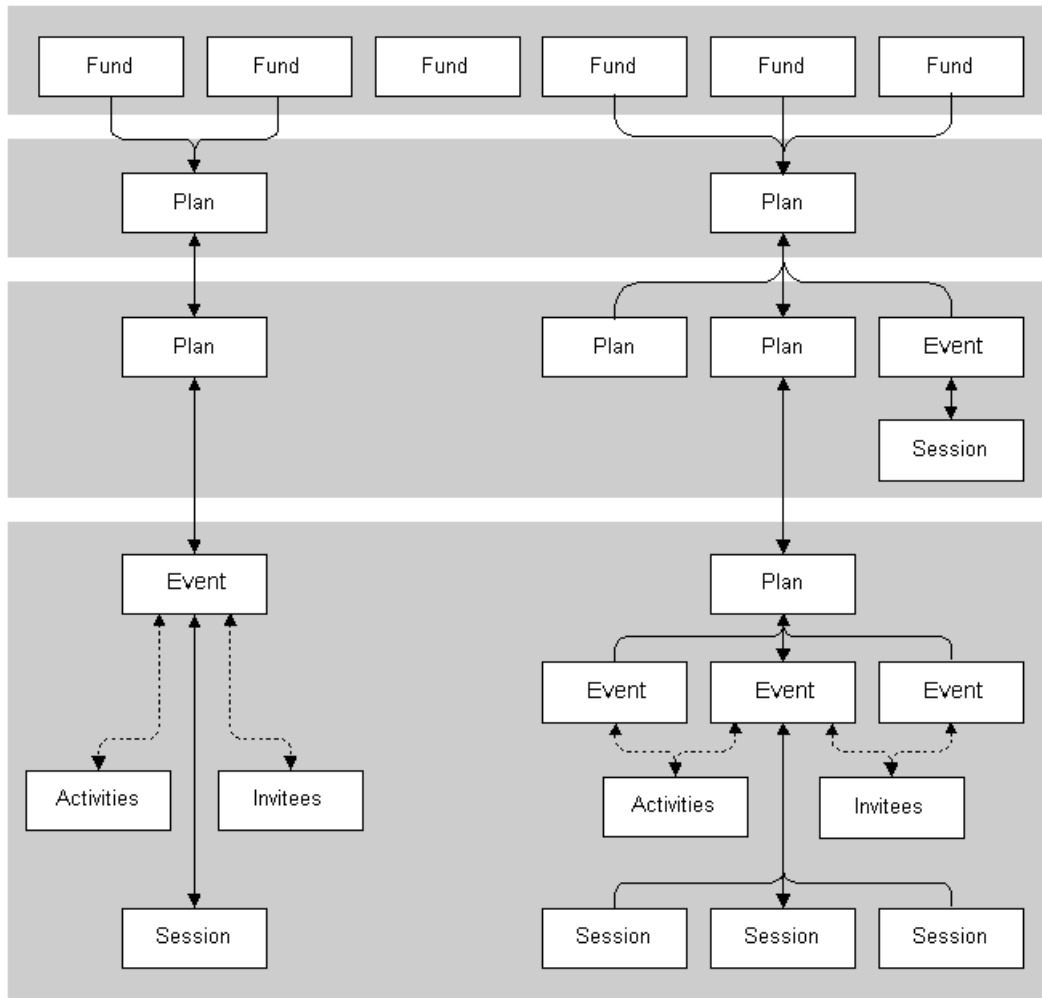 Fund
Fund
Fund
Fund
Fund
Fund
Plan
Plan
Plan
Plan
Plan
Event
Session
Event
Plan
Event
Event
Event
Activities
Invitees
Activities
Invitees
Session
Session
Session
Session